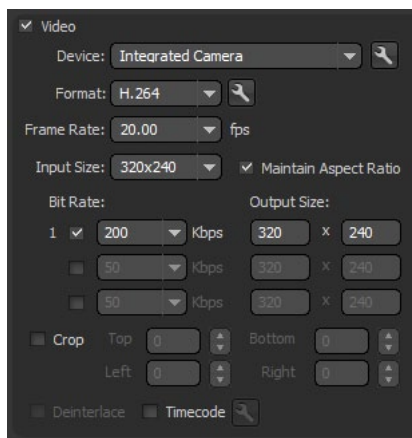 Video
Device: Integrated Camera
Format: H.264
Frame Rate: 20.00 fps
Input Size: 320x240 Maintain Aspect Ratio
Bit Rate: Output Size:
1 200 Kbps 320 x 240
50 Kbps 320 x 240
50 Kbps 320 x 240
Crop Top 0 Bottom 0
Left 0 Right 0
Deinterlace Timecode